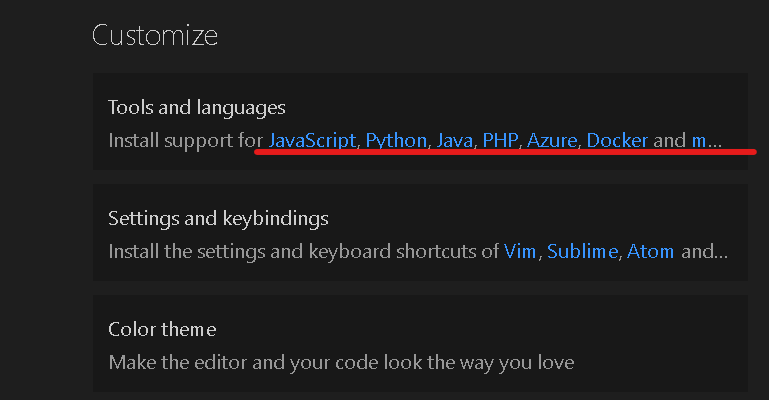 Customize
Tools and languages
Install support for JavaScript, Python, Java, PHP, Azure, Docker and m...
Settings and keybindings
Install the settings and keyboard shortcuts of Vim, Sublime, Atom and...
Color theme
Make the editor and your code look the way you love